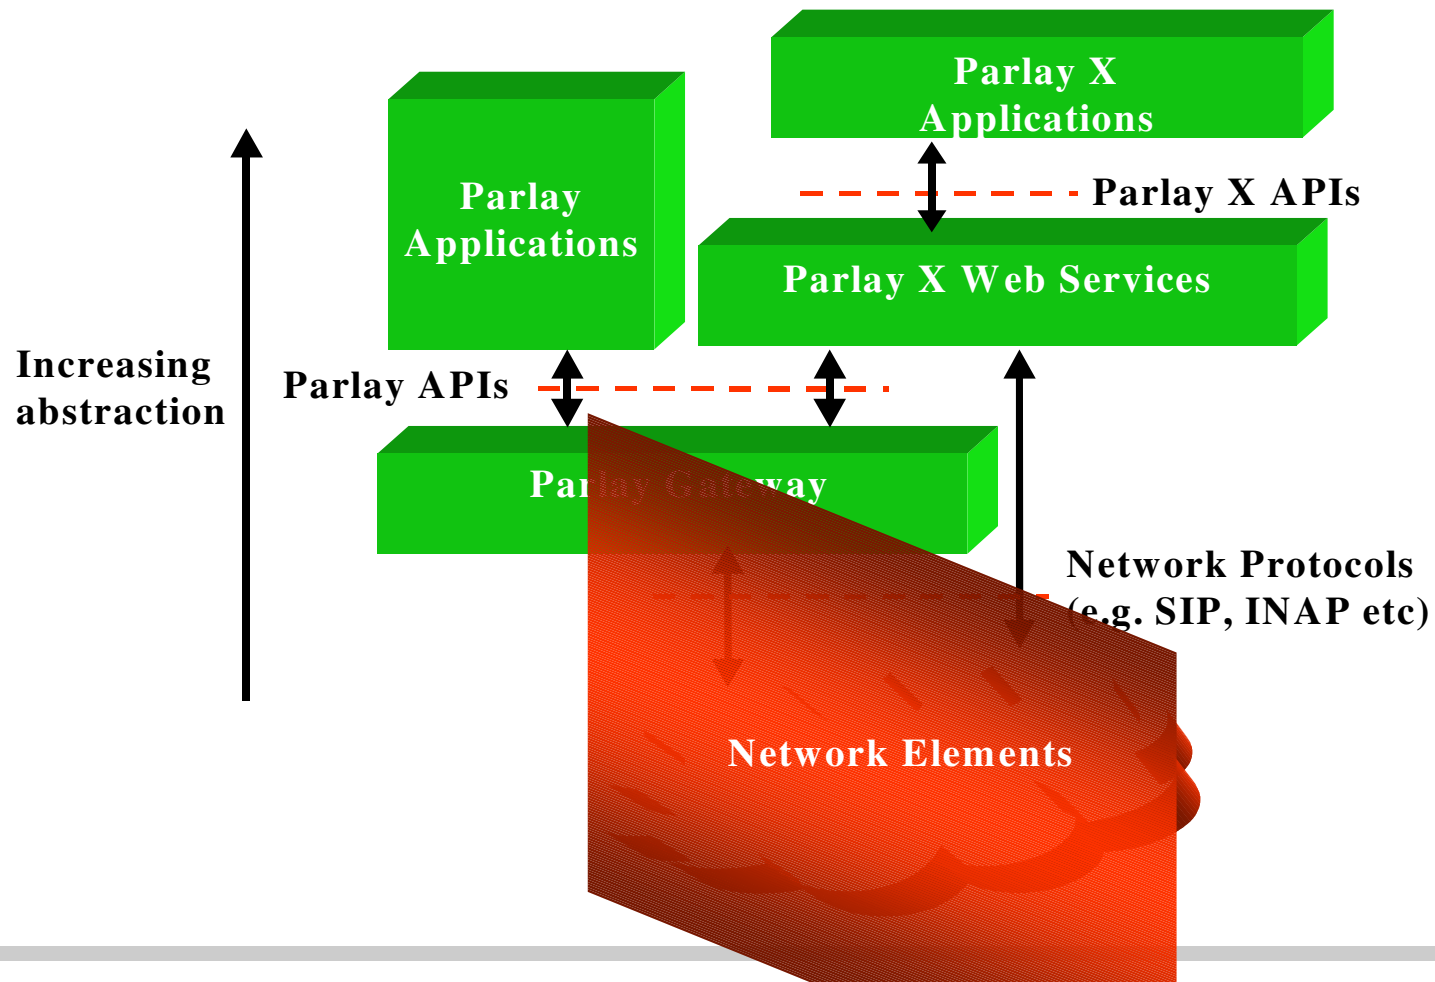 Parlay X
Applications
Parlay X APIs
Parlay
Applications
Parlay X Web Services
Increasing
abstraction
Parlay APIs
Parlay Gateway
Network Protocols
(e.g. SIP, INAP etc)
Network Elements